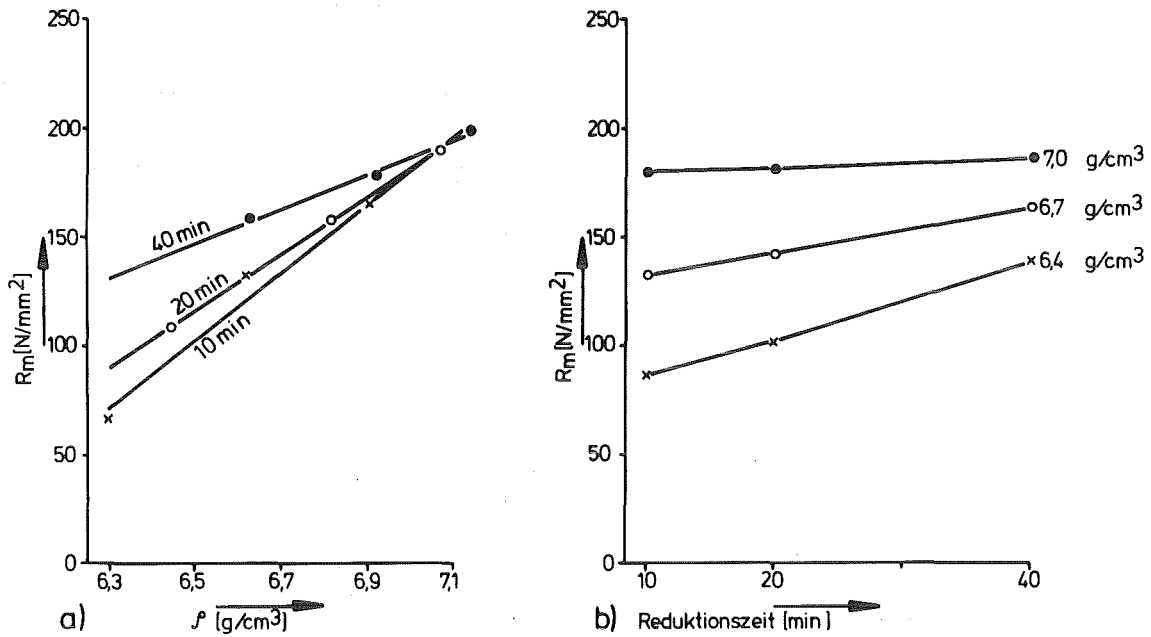 250
200
150
100
50
0
Rm[N/mm²]
40 min
20 min
10 min
6,3 6,5 6,7 6,9 7,1
a) ρ [g/cm³]
250
200
150
100
50
0
Rm[N/mm²]
7,0 g/cm³
6,7 g/cm³
6,4 g/cm³
10 20 40
b) Reduktionszeit [min]